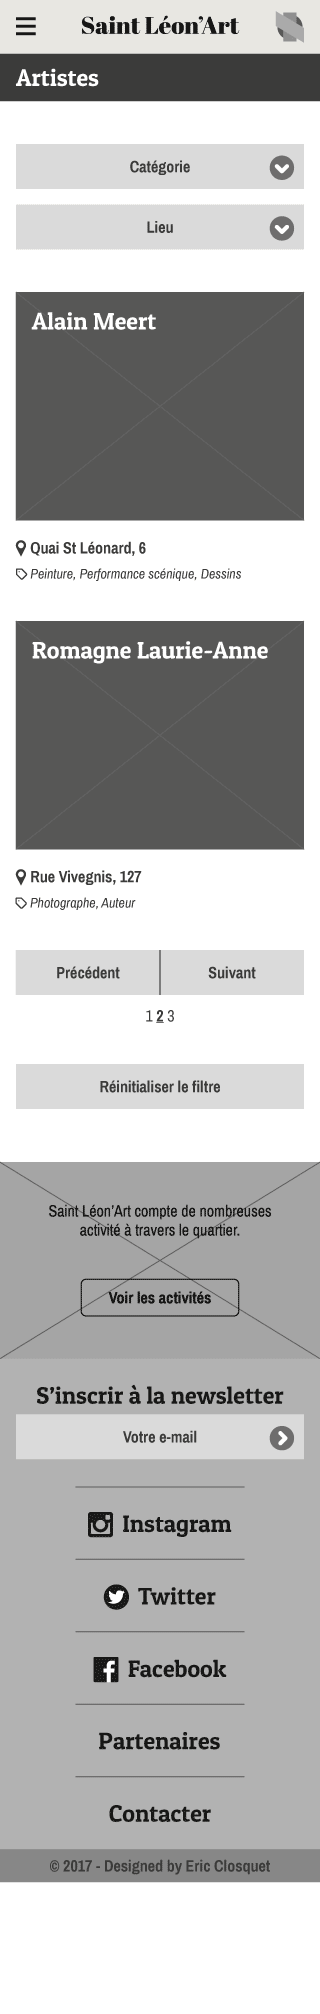 Saint Léon’Art
Artistes
Catégorie
Lieu
Alain Meert
Quai St Léonard, 6
Peinture, Performance scénique, Dessins
Romagne Laurie-Anne
Rue Vivegnis, 127
Photographe, Auteur
Précédent Suivant
1 2 3
Réinitialiser le filtre
Saint Léon’Art compte de nombreuses
activité à travers le quartier.
Voir les activités
S’inscrir à la newsletter
Votre e-mail
Instagram
Twitter
Facebook
Partenaires
Contacter
© 2017 - Designed by Eric Closquet